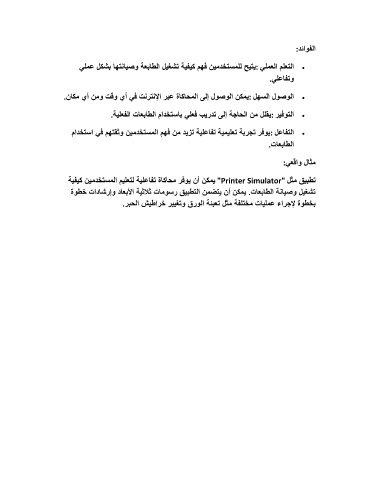 الفوائد:
• التعلم العملي :يتيح للمستخدمين فهم كيفية تشغيل الطابعة وصيانتها بشكل عملي
وتفاعلي.
• الوصول السهل :يمكن الوصول إلى المحاكاة عبر الإنترنت في أي وقت ومن أي مكان.
• التوفير :يقلل من الحاجة إلى تدريب فعلي باستخدام الطابعات الفعلية.
• التفاعل :يوفر تجربة تعليمية تفاعلية تزيد من فهم المستخدمين وثقتهم في استخدام
الطابعات.
مثال واقعي:
تطبيق مثل "Printer Simulator" يمكن أن يوفر محاكاة تفاعلية لتعليم المستخدمين كيفية
تشغيل وصيانة الطابعات. يمكن أن يتضمن التطبيق رسومات ثلاثية الأبعاد وإرشادات خطوة
بخطوة لإجراء عمليات مختلفة مثل تعبئة الورق وتغيير خراطيش الحبر.